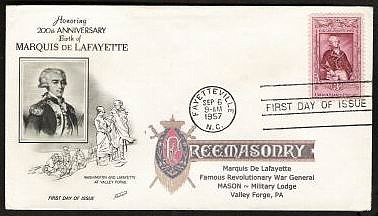 Honoring
200th ANNIVERSARY
Birth of
MARQUIS DE LAFAYETTE
WASHINGTON AND LAFAYETTE
AT VALLEY FORGE
FIRST DAY OF ISSUE
FAYETTEVILLE
SEP 6
9-AM
1957
N.C.
FIRST DAY OF ISSUE
FREEMASONRY
Marquis De Lafayette
Famous Revolutionary War General
MASON ~ Military Lodge
Valley Forge, PA